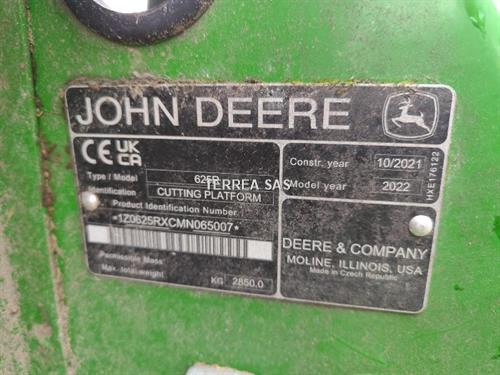 JOHN DEERE
CE UK CA
Type / Model 625R
CUTTING PLATFORM
TERREA SAS
Product Identification Number
*1Z0625RXCMN065007*
Permissible Mass
Max.-total.weight KG 2850.0
Constr. year 10/2021
Model year 2022
DEERE & COMPANY
MOLINE, ILLINOIS, USA
Made in Czech Republic
HXE176122